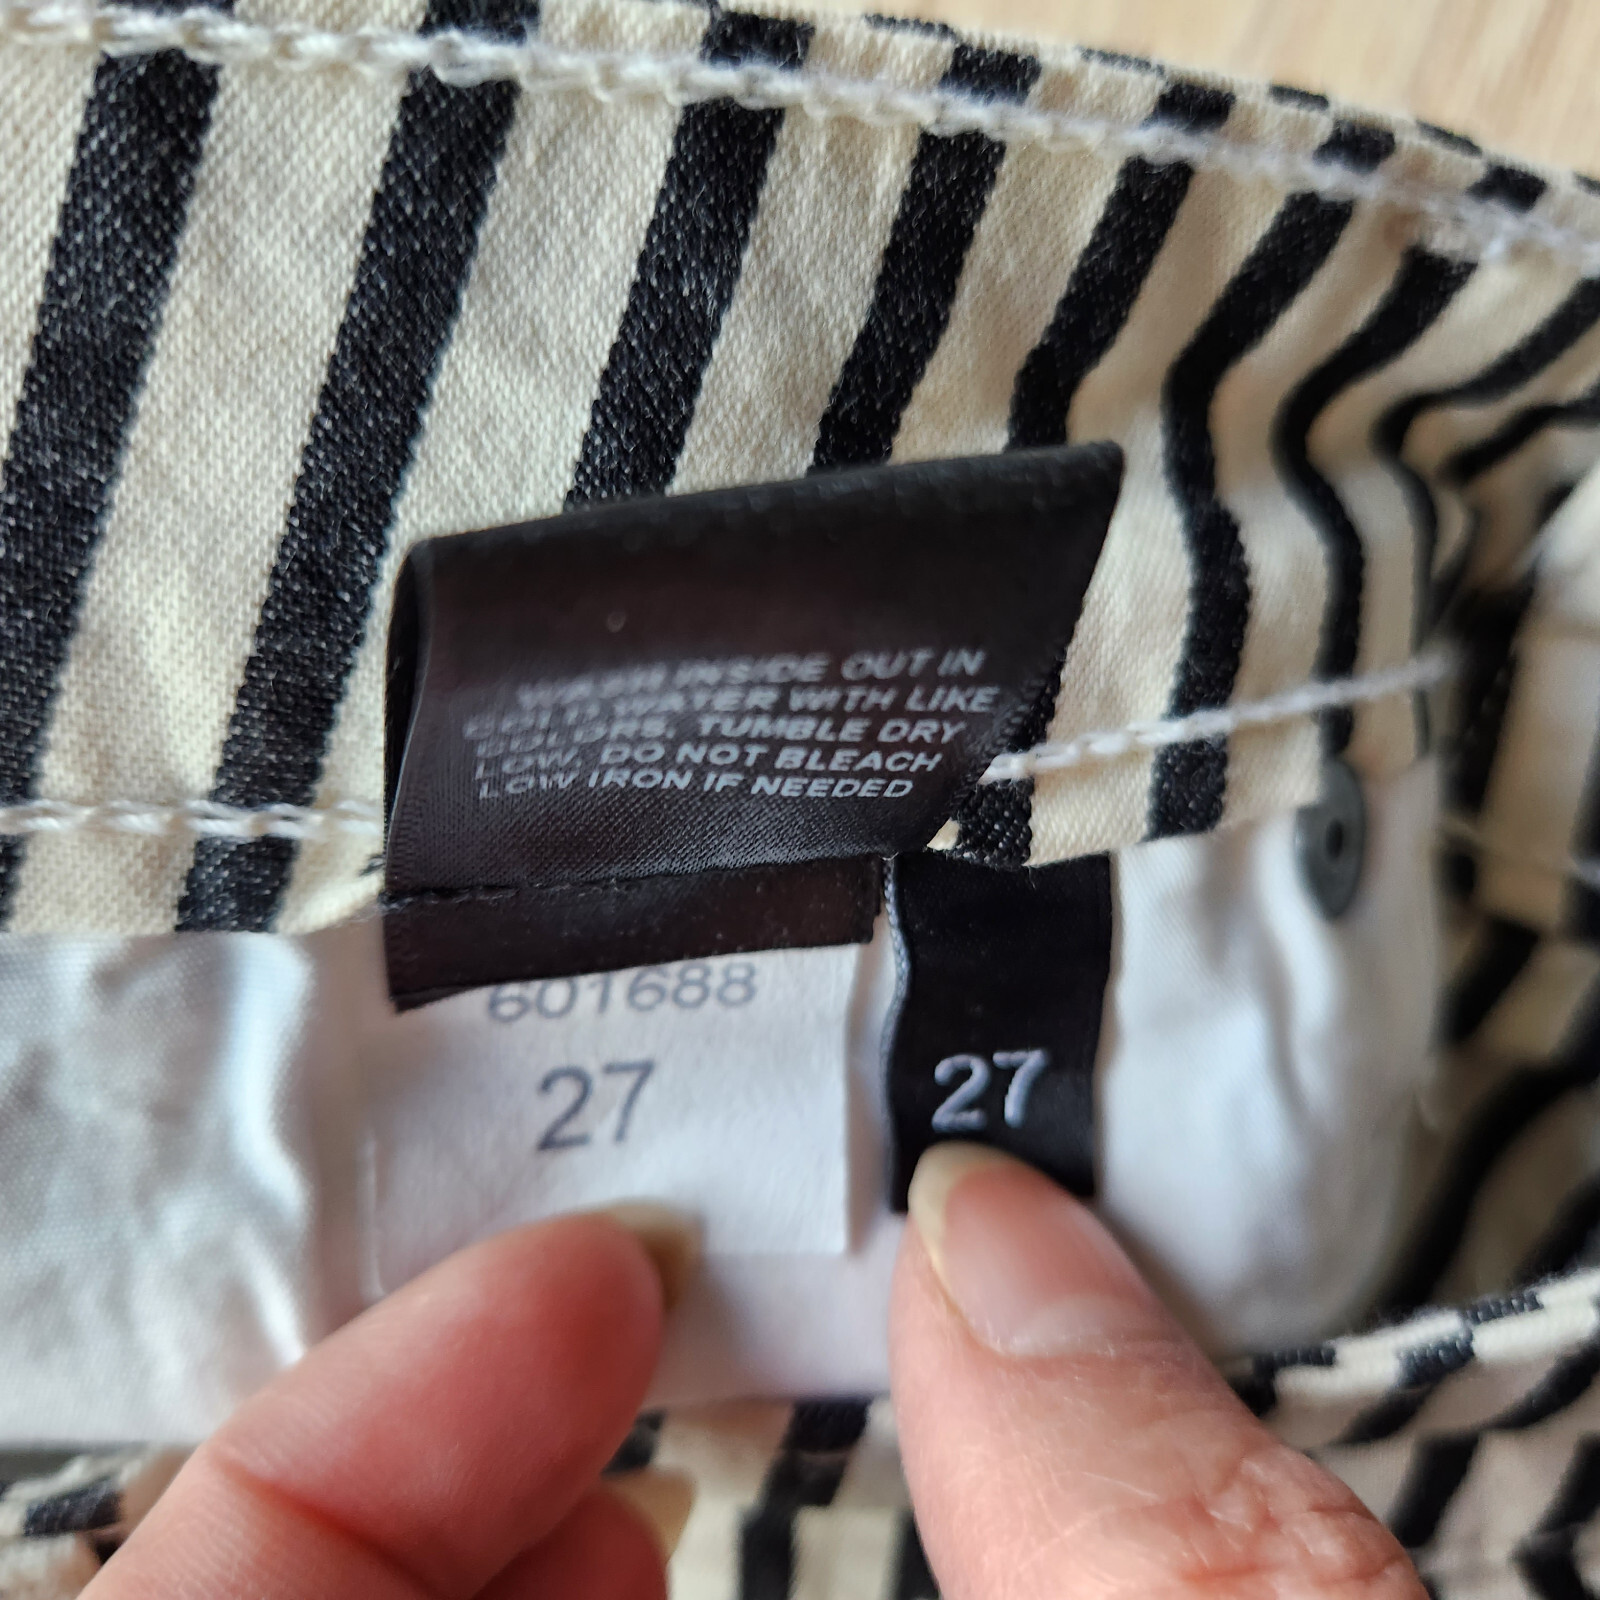 WASH INSIDE OUT IN
COLD WATER WITH LIKE
COLORS. TUMBLE DRY
LOW. DO NOT BLEACH
LOW IRON IF NEEDED
601688
27
27